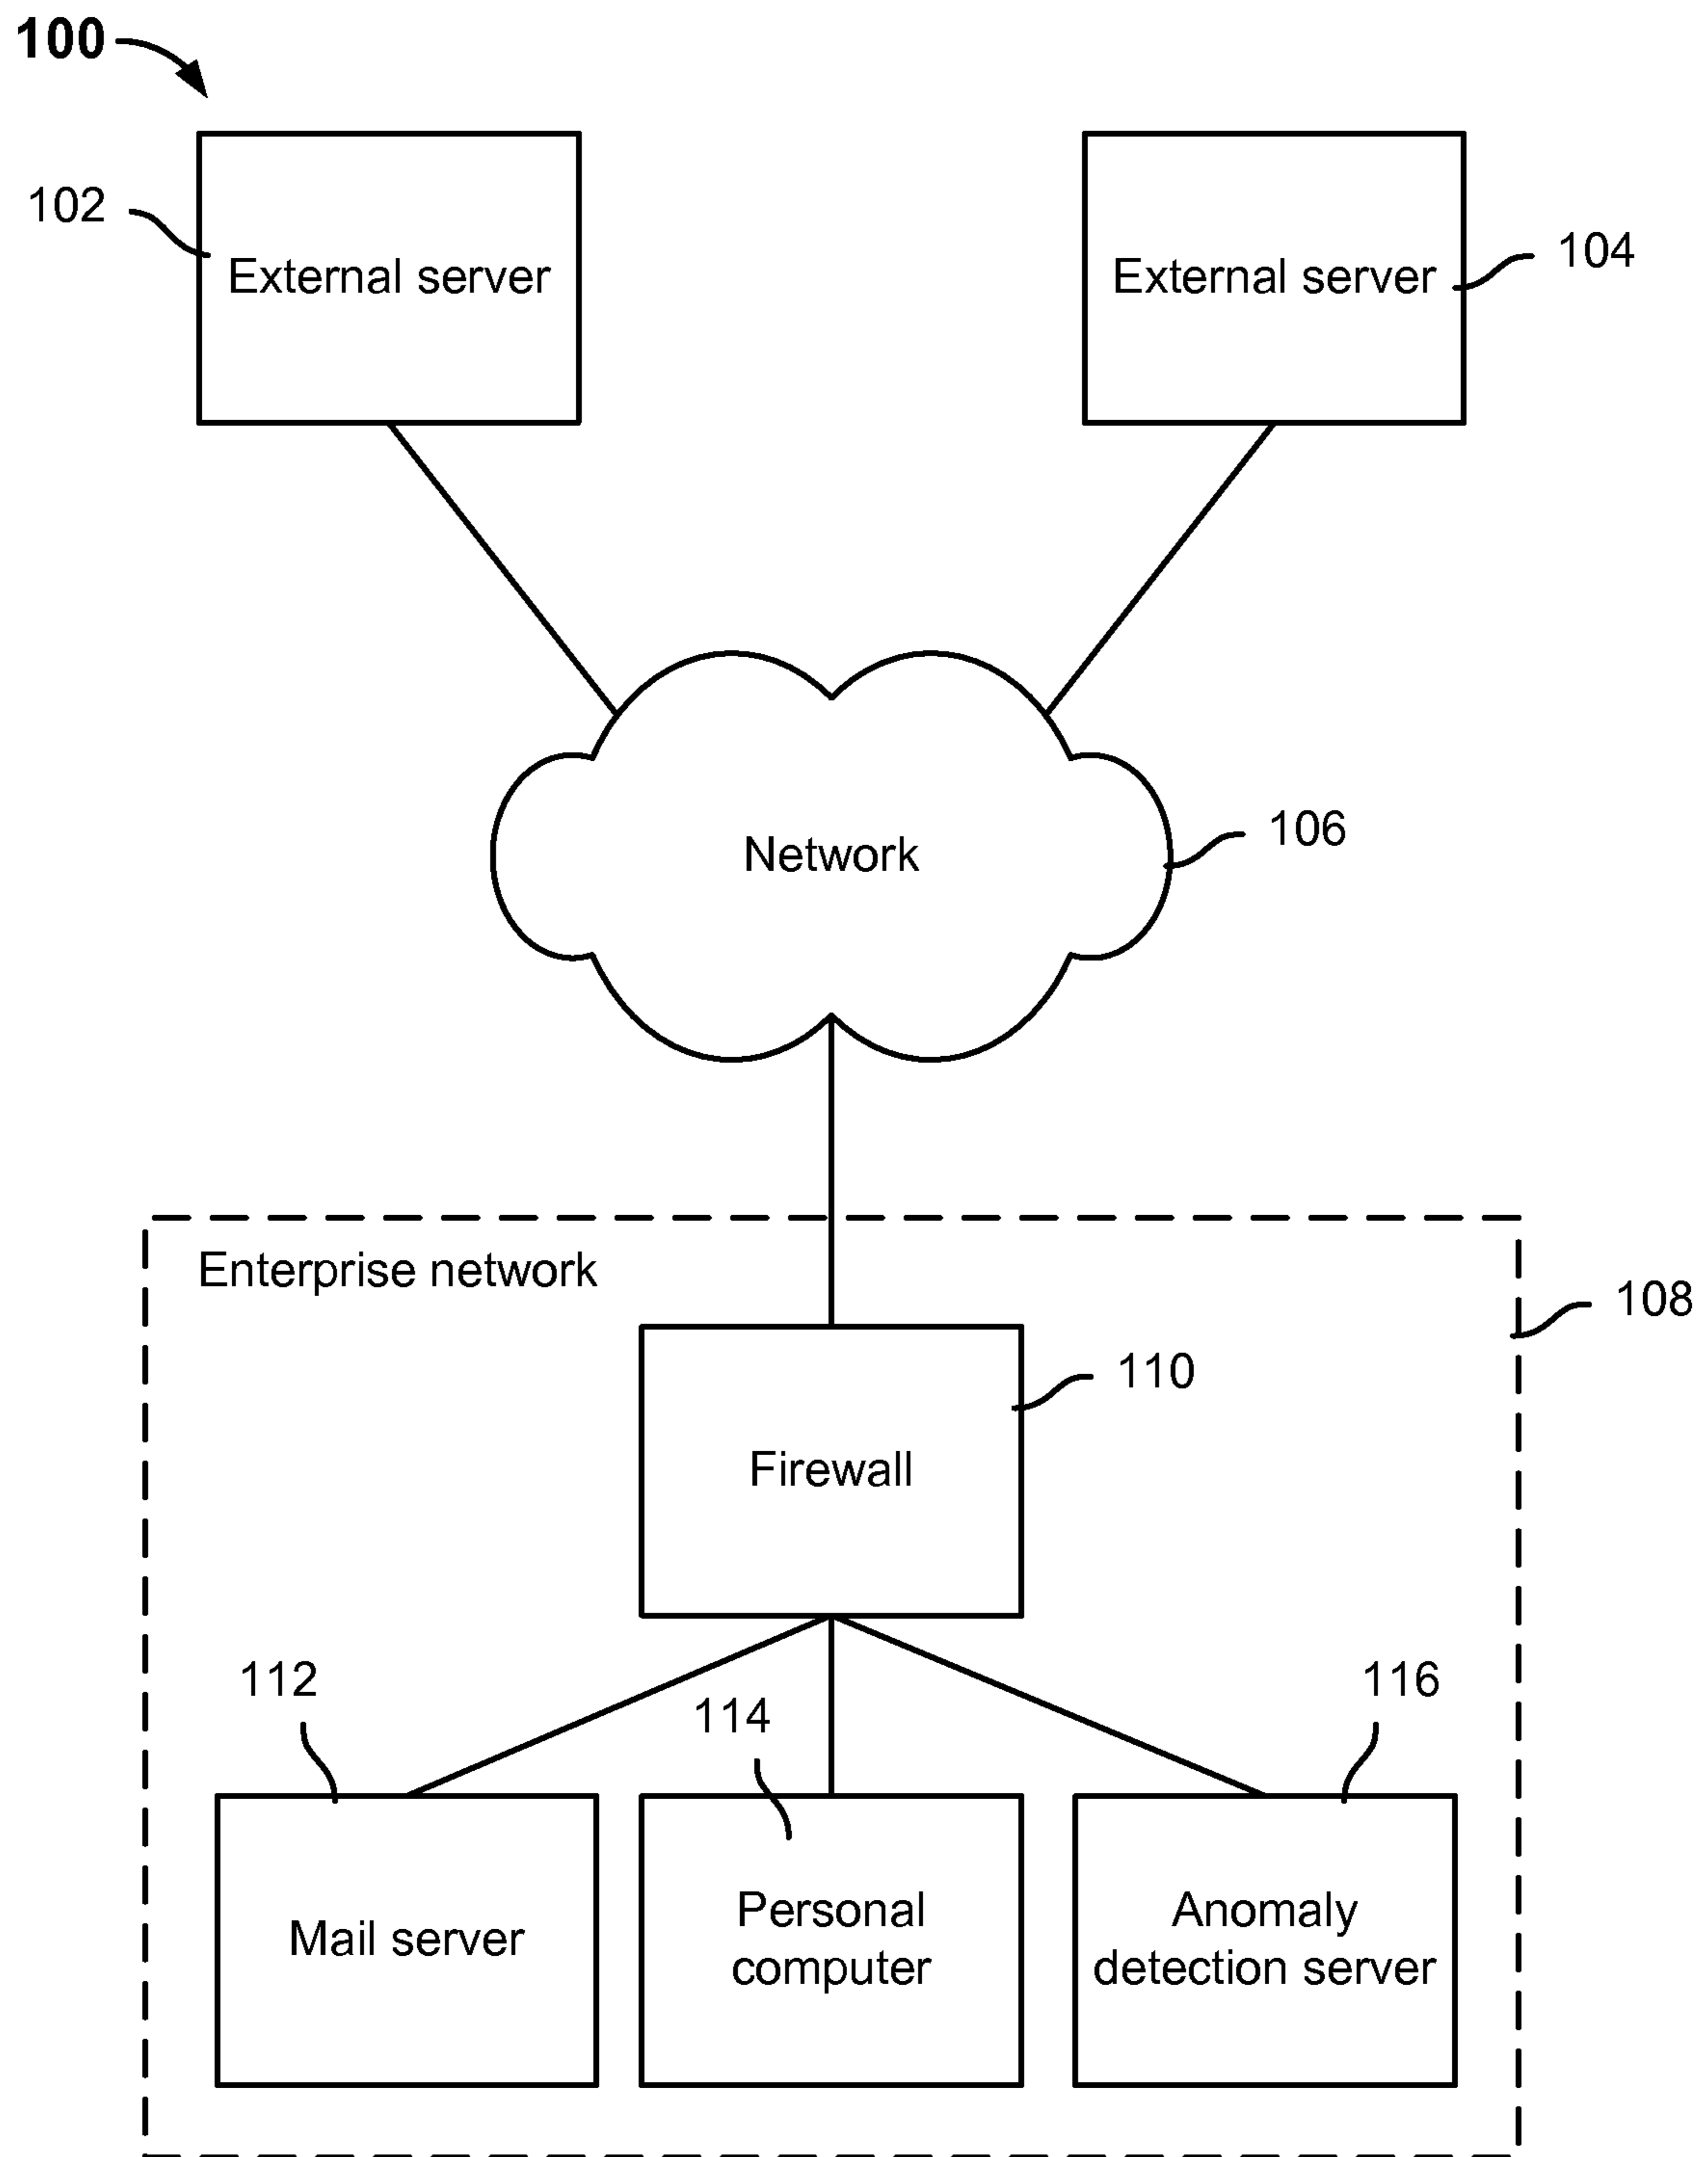 100
102
External server
External server
104
Network
106
Enterprise network
108
110
Firewall
112
114
116
Mail server
Personal
computer
Anomaly
detection server